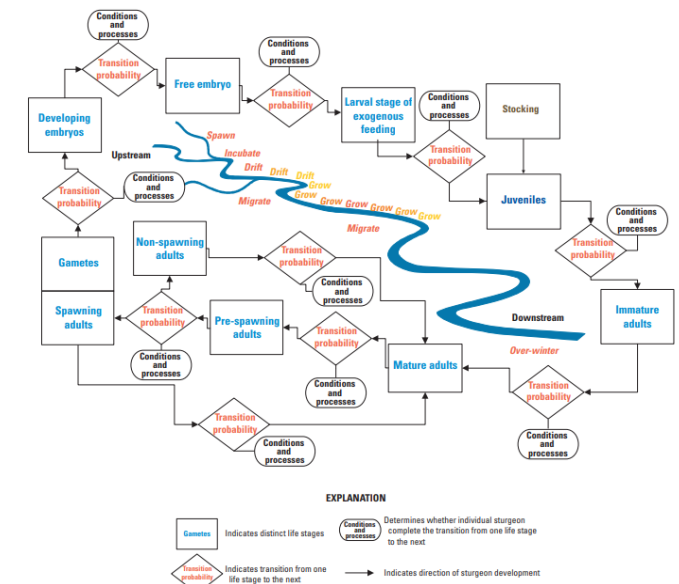 Conditions
and
processes
Transition
probability
Free embryo
Conditions
and
processes
Transition
probability
Larval stage of
exogenous
feeding
Conditions
and
processes
Transition
probability
Stocking
Developing
embryos
Upstream
Spawn
Incubate
Drift Drift Drift
Grow
Grow Grow Grow Grow Grow Grow
Migrate
Migrate
Transition
probability
Conditions
and
processes
Juveniles
Conditions
and
processes
Transition
probability
Gametes
Spawning
adults
Non-spawning
adults
Transition
probability
Conditions
and
processes
Transition
probability
Conditions
and
processes
Pre-spawning
adults
Transition
probability
Conditions
and
processes
Mature adults
Downstream
Over-winter
Immature
adults
Transition
probability
Conditions
and
processes
Transition
probability
Conditions
and
processes
EXPLANATION
Gametes
Indicates distinct life stages
Conditions
and
processes
Determines whether individual sturgeon
complete the transition from one life stage
to the next
Transition
probability
Indicates transition from one
life stage to the next
Indicates direction of sturgeon development